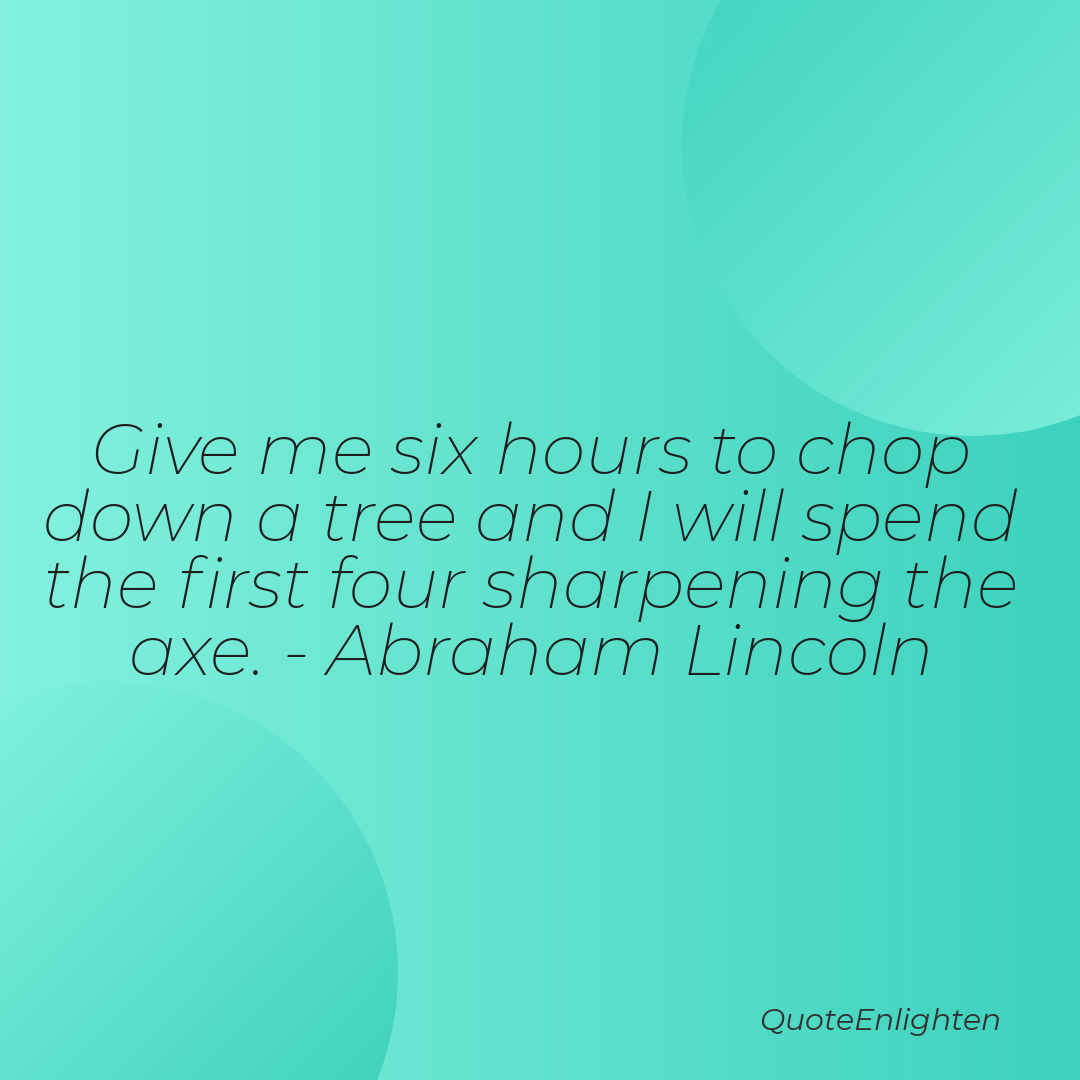 Give me six hours to chop
down a tree and I will spend
the first four sharpening the
axe. - Abraham Lincoln
QuoteEnlighten